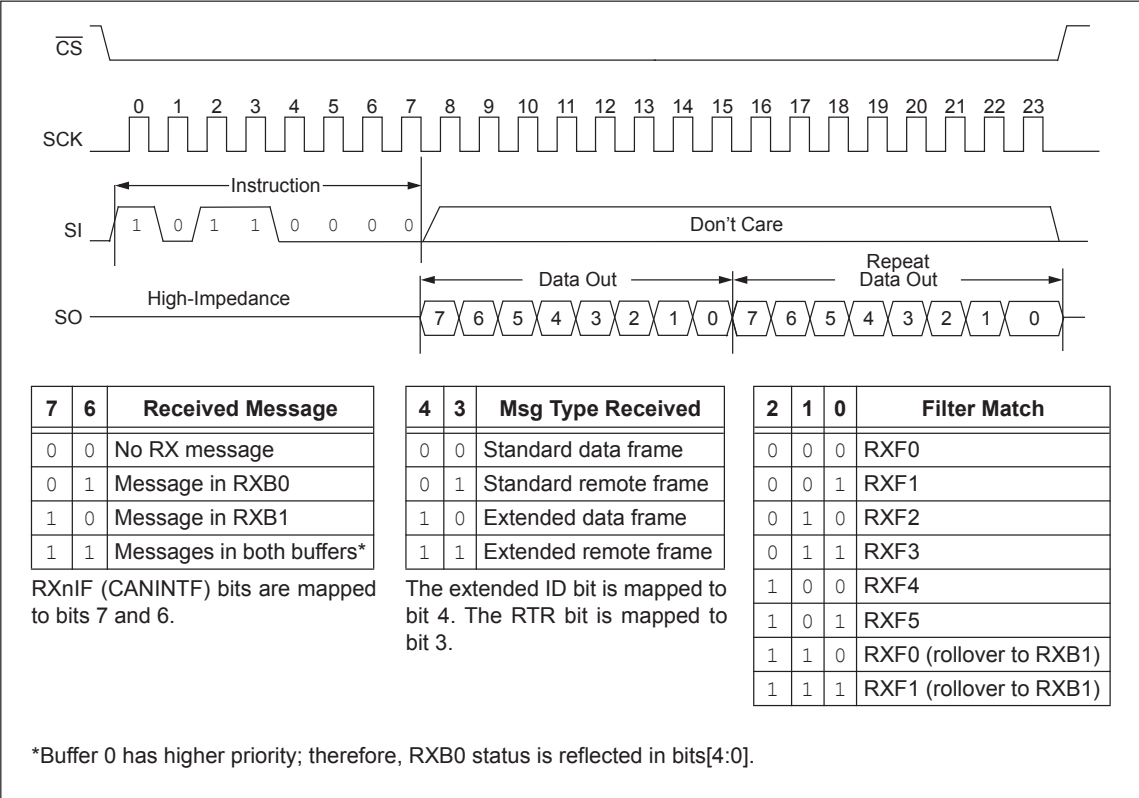 CS
0 1 2 3 4 5 6 7 8 9 10 11 12 13 14 15 16 17 18 19 20 21 22 23
SCK
Instruction
SI 1 0 1 1 0 0 0 0 Don't Care
Data Out
Repeat
Data Out
High-Impedance
SO 7 6 5 4 3 2 1 0 7 6 5 4 3 2 1 0
7 6 Received Message
0 0 No RX message
0 1 Message in RXB0
1 0 Message in RXB1
1 1 Messages in both buffers*
RXnIF (CANINTF) bits are mapped
to bits 7 and 6.
4 3 Msg Type Received
0 0 Standard data frame
0 1 Standard remote frame
1 0 Extended data frame
1 1 Extended remote frame
The extended ID bit is mapped to
bit 4. The RTR bit is mapped to
bit 3.
2 1 0 Filter Match
0 0 0 RXF0
0 0 1 RXF1
0 1 0 RXF2
0 1 1 RXF3
1 0 0 RXF4
1 0 1 RXF5
1 1 0 RXF0 (rollover to RXB1)
1 1 1 RXF1 (rollover to RXB1)
*Buffer 0 has higher priority; therefore, RXB0 status is reflected in bits[4:0].